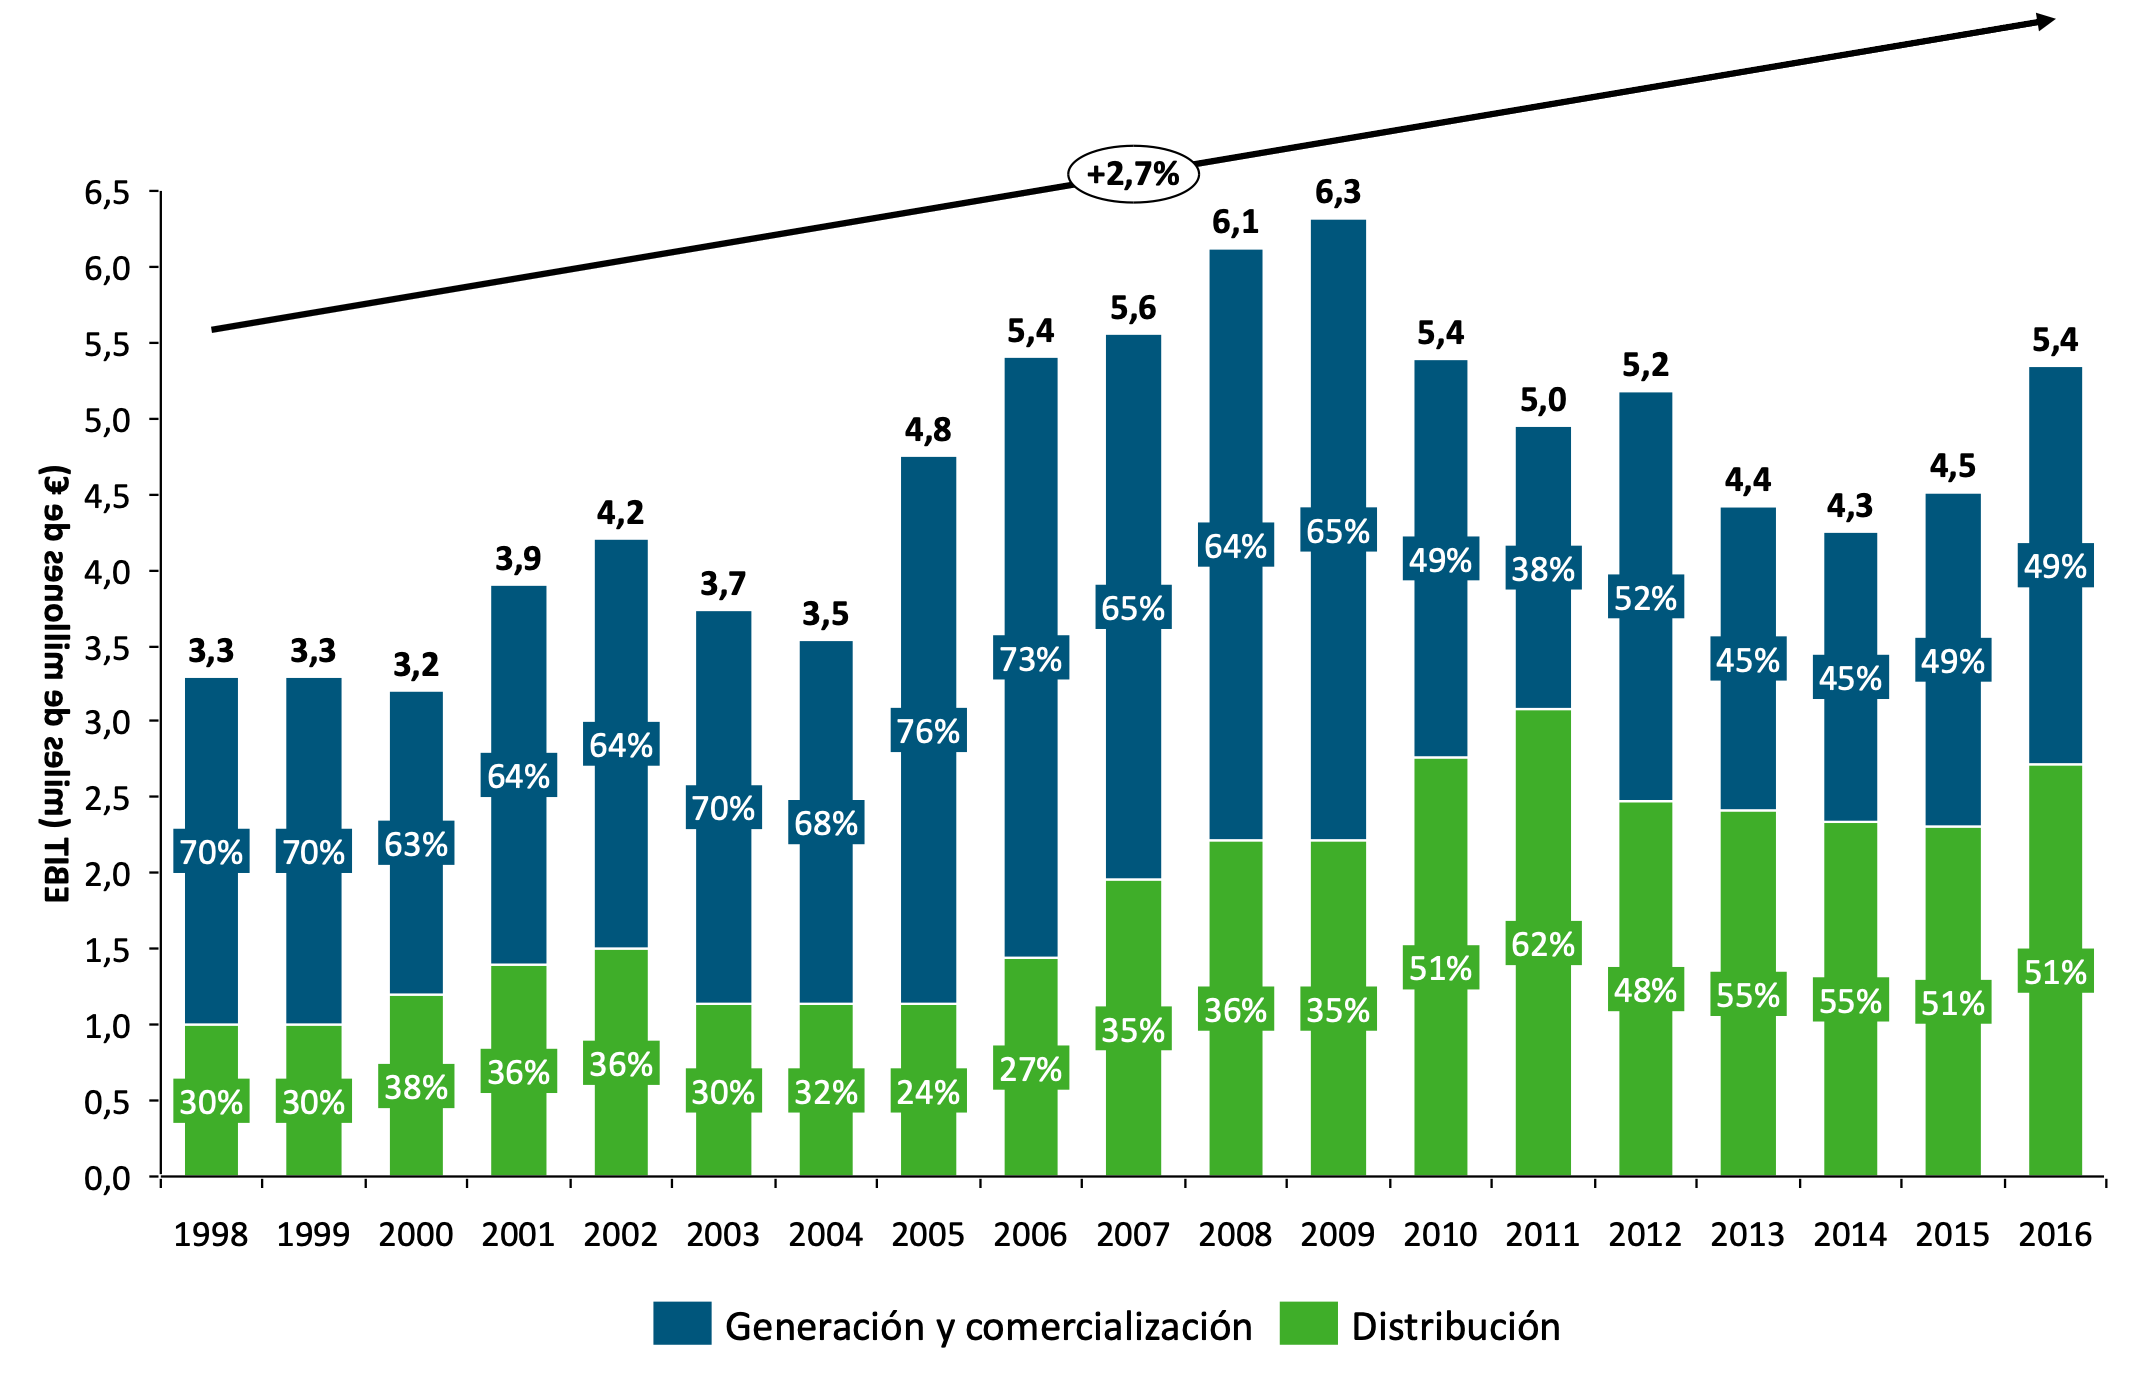 +2,7%
6,5
6,0
5,5
5,0
4,5
4,0
3,5
3,0
2,5
2,0
1,5
1,0
0,5
0,0
EBIT (miles de millones de €)
3,3 3,3 3,2 3,9 4,2 3,7 3,5 4,8 5,4 5,6 6,1 6,3 5,4 5,0 5,2 4,4 4,3 4,5 5,4
70% 70% 63% 64% 64% 70% 68% 76% 73% 65% 64% 65% 49% 38% 52% 45% 45% 49% 49%
30% 30% 38% 36% 36% 30% 32% 24% 27% 35% 36% 35% 51% 62% 48% 55% 55% 51% 51%
1998 1999 2000 2001 2002 2003 2004 2005 2006 2007 2008 2009 2010 2011 2012 2013 2014 2015 2016
Generación y comercialización Distribución